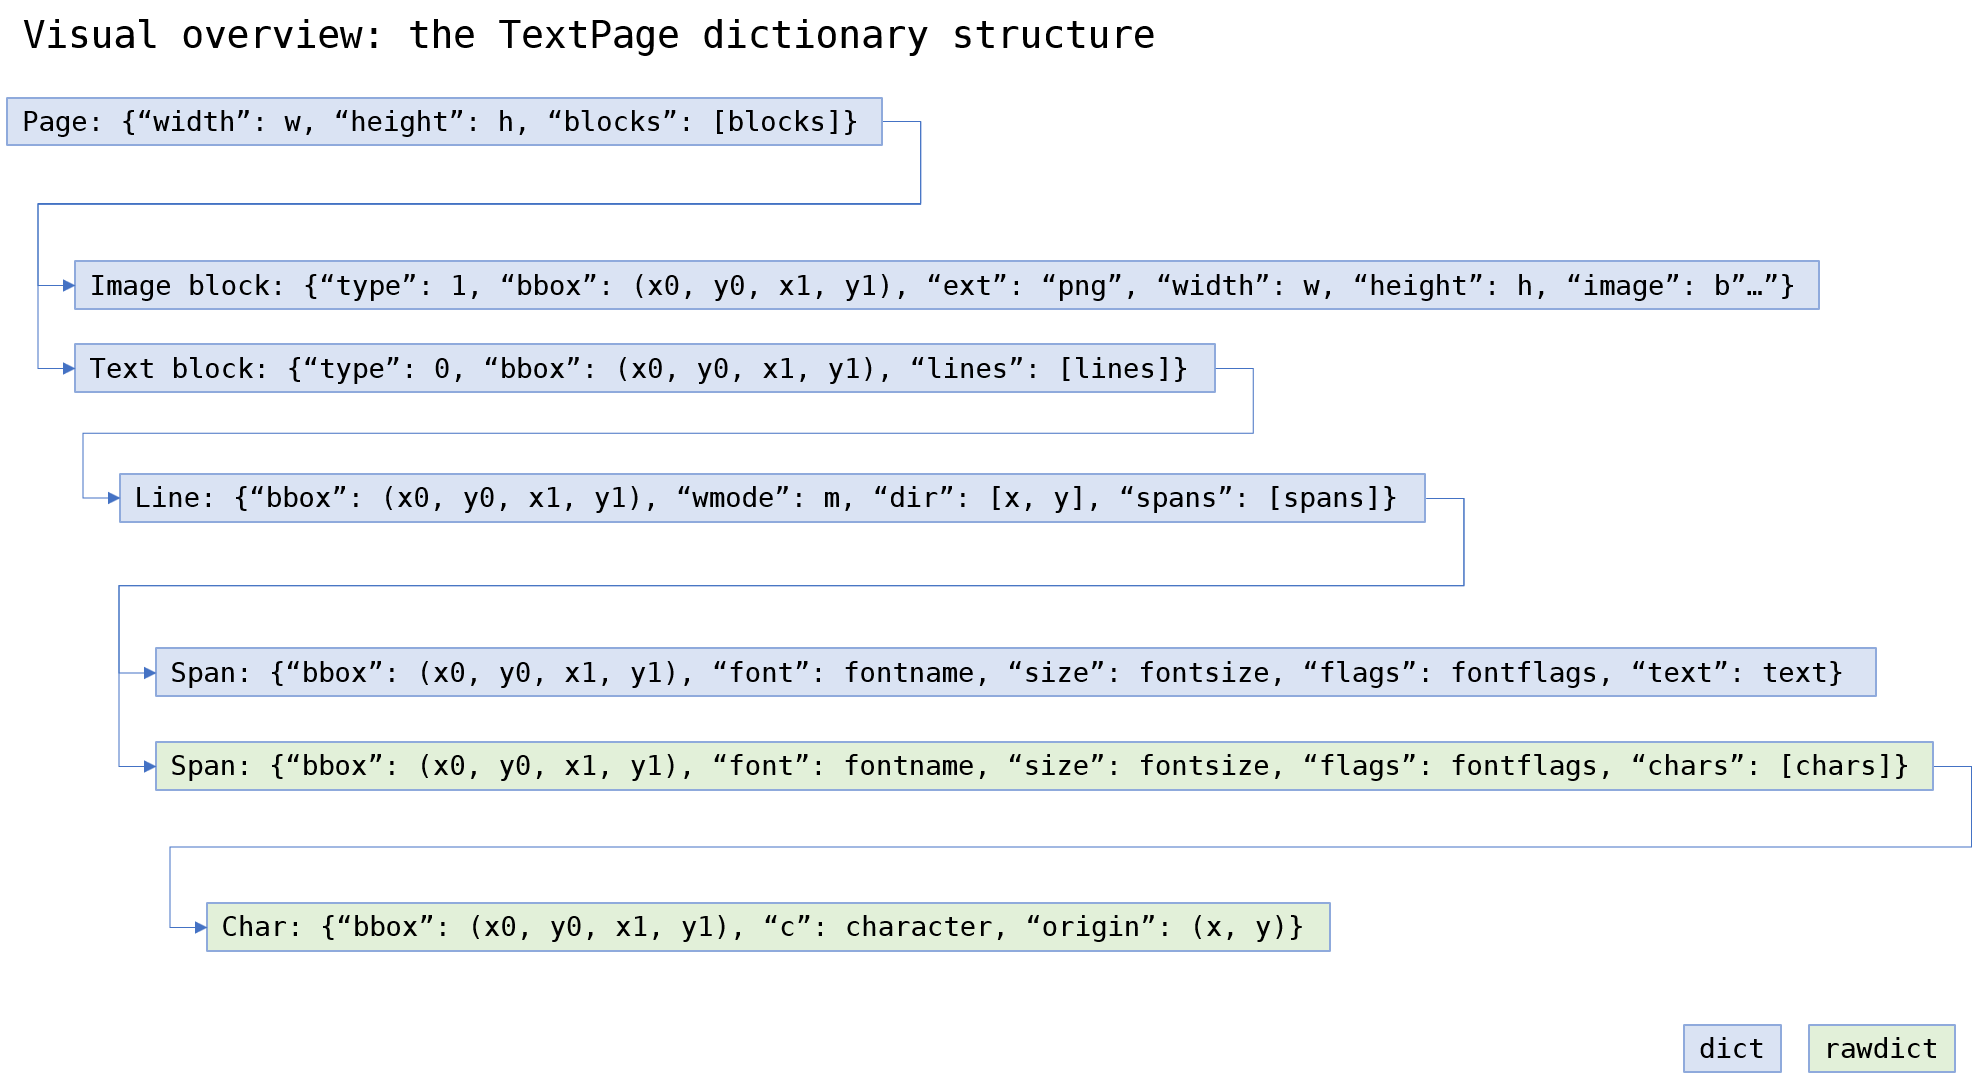 Visual overview: the TextPage dictionary structure
Page: {“width”: w, “height”: h, “blocks”: [blocks]}
Image block: {“type”: 1, “bbox”: (x0, y0, x1, y1), “ext”: “png”, “width”: w, “height”: h, “image”: b”…”}
Text block: {“type”: 0, “bbox”: (x0, y0, x1, y1), “lines”: [lines]}
Line: {“bbox”: (x0, y0, x1, y1), “wmode”: m, “dir”: [x, y], “spans”: [spans]}
Span: {“bbox”: (x0, y0, x1, y1), “font”: fontname, “size”: fontsize, “flags”: fontflags, “text”: text}
Span: {“bbox”: (x0, y0, x1, y1), “font”: fontname, “size”: fontsize, “flags”: fontflags, “chars”: [chars]}
Char: {“bbox”: (x0, y0, x1, y1), “c”: character, “origin”: (x, y)}
dict rawdict